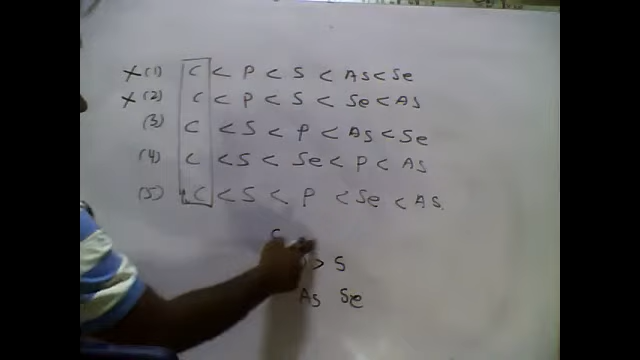 x (1) C < P < S < As < Se
x (2) C < P < S < Se < As
(3) C < S < P < As < Se
(4) C < S < Se < P < As
(5) C < S < P < Se < As.
C
> S
As Se